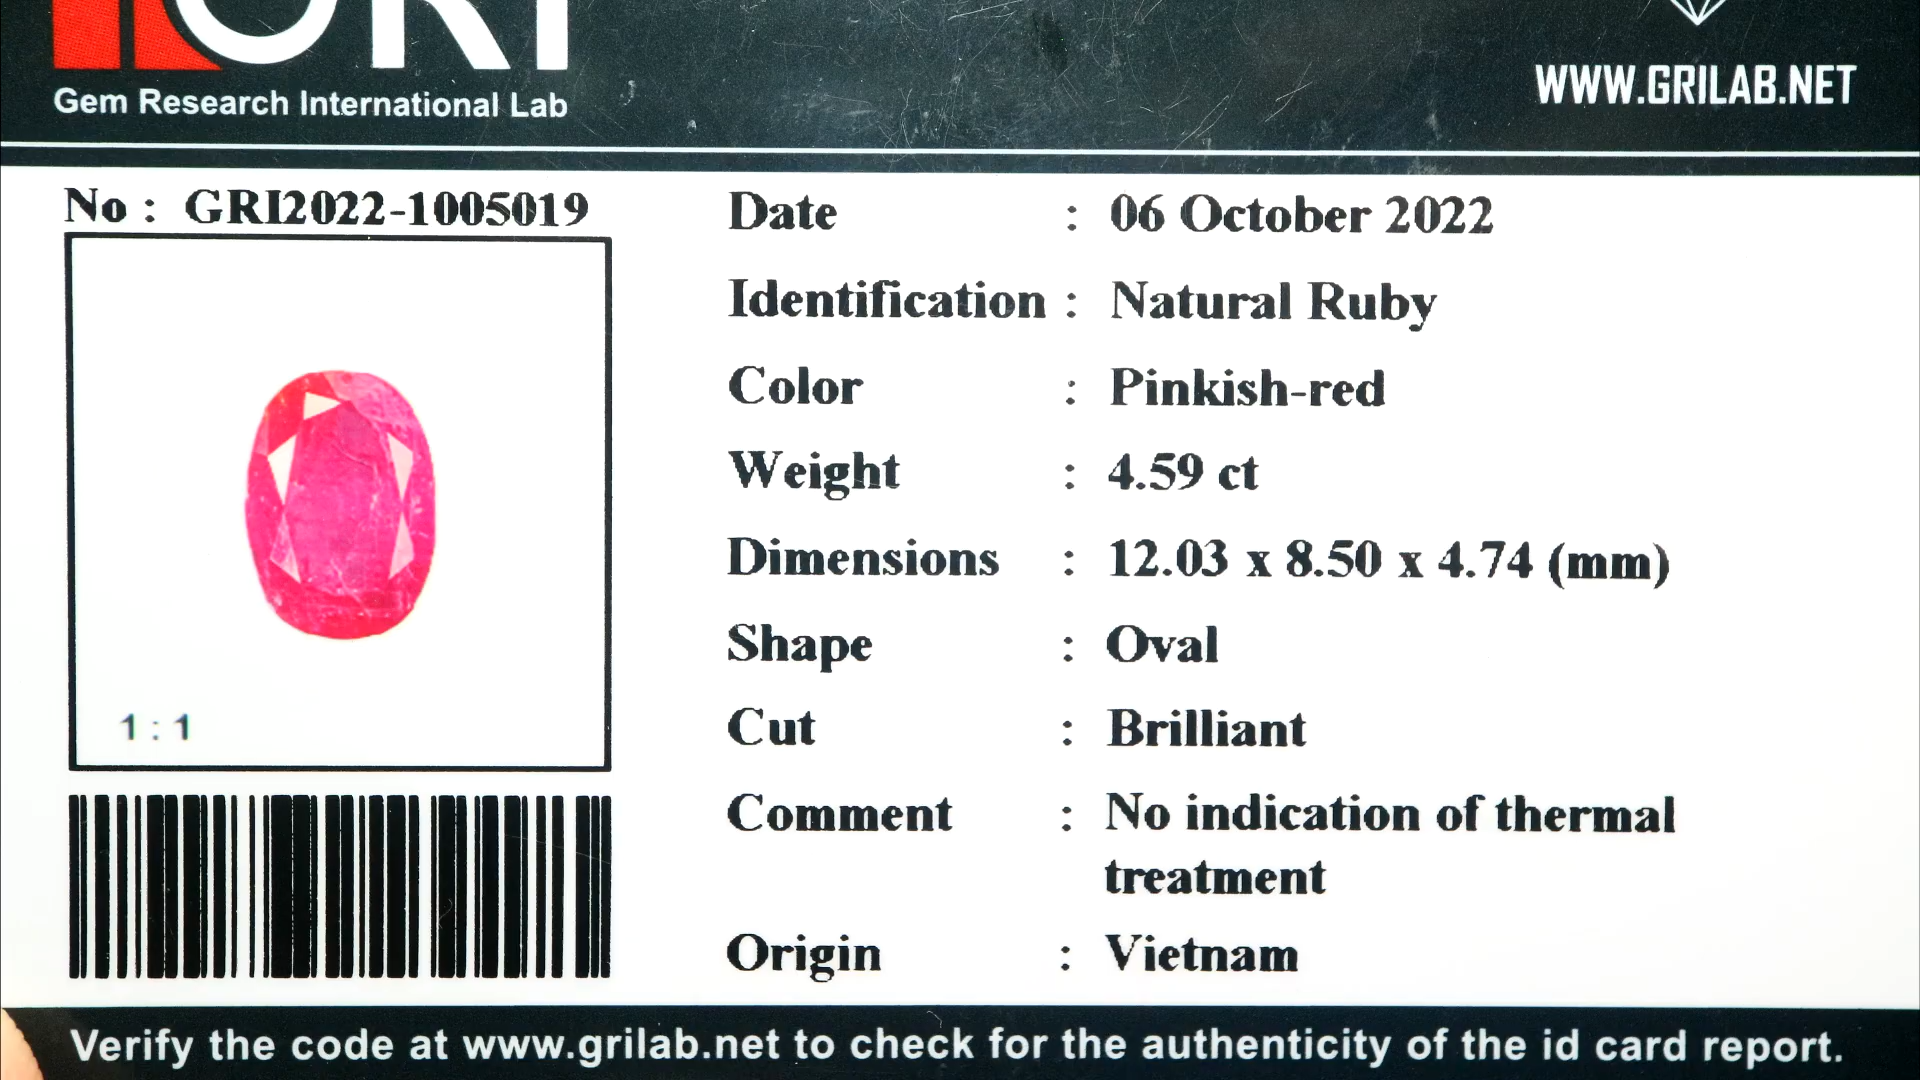 Gem Research International Lab
WWW.GRILAB.NET
No : GRI2022-1005019
1 : 1
Date : 06 October 2022
Identification : Natural Ruby
Color : Pinkish-red
Weight : 4.59 ct
Dimensions : 12.03 x 8.50 x 4.74 (mm)
Shape : Oval
Cut : Brilliant
Comment : No indication of thermal
treatment
Origin : Vietnam
Verify the code at www.grilab.net to check for the authenticity of the id card report.